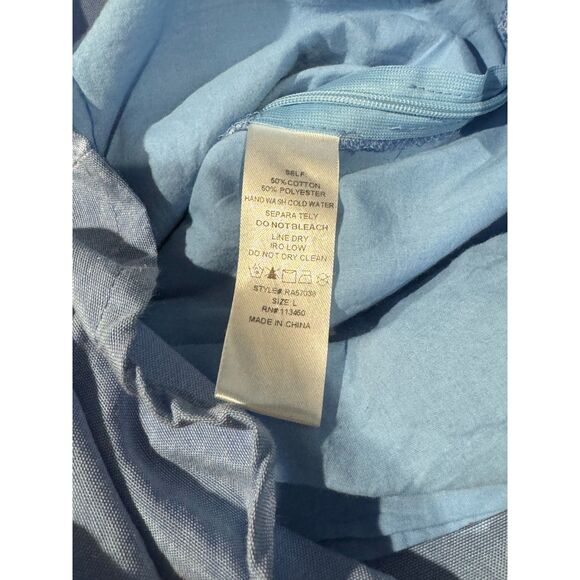 SELF
50% COTTON
50% POLYESTER
HAND WASH COLD WATER
SEPARA TELY
DO NOT BLEACH
LINE DRY
IRO LOW
DO NOT DRY CLEAN
STYLE# RA67038
SIZE: L
RN# 113460
MADE IN CHINA